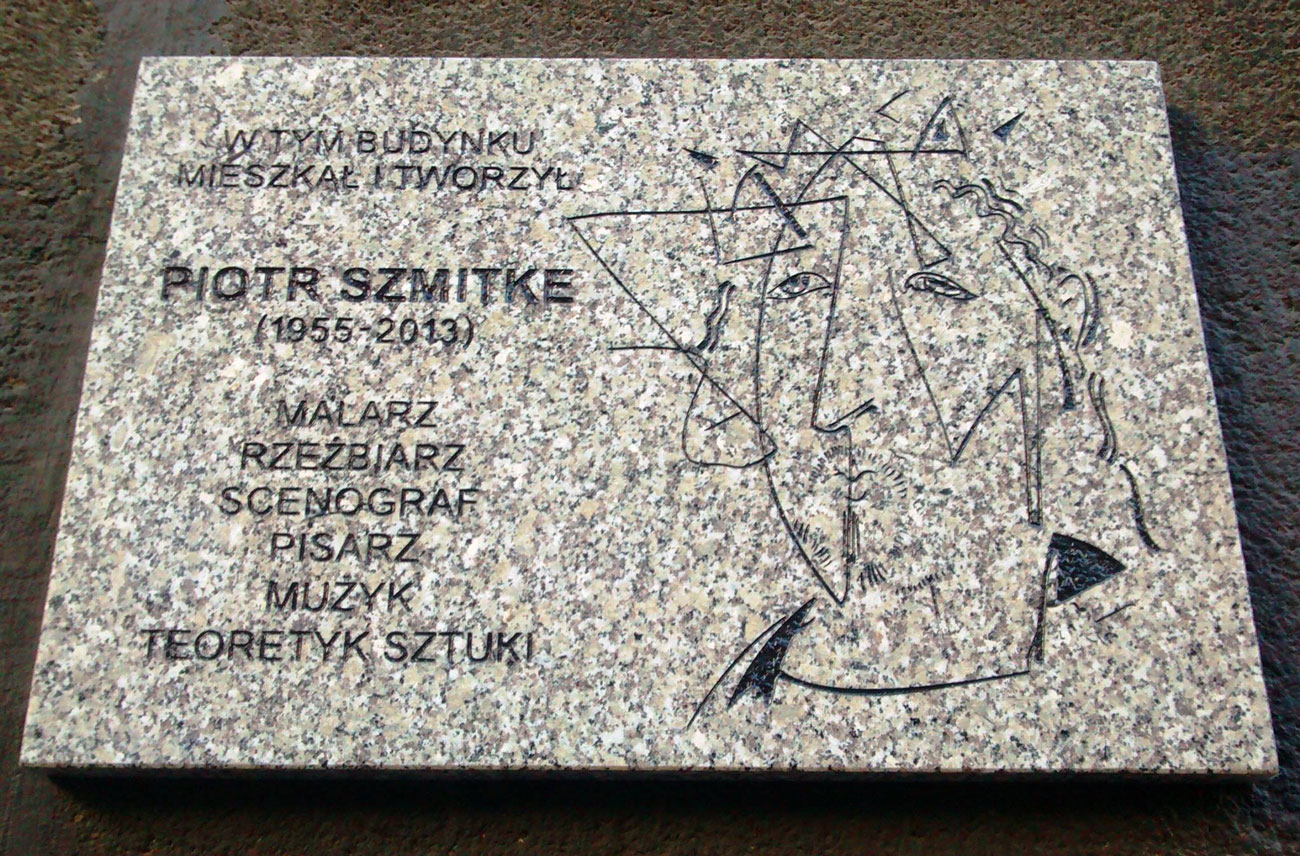 W TYM BUDYNKU
MIESZKAŁ I TWORZYŁ
PIOTR SZMITKE
(1955-2013)
MALARZ
RZEŹBIARZ
SCENOGRAF
PISARZ
MUZYK
TEORETYK SZTUKI